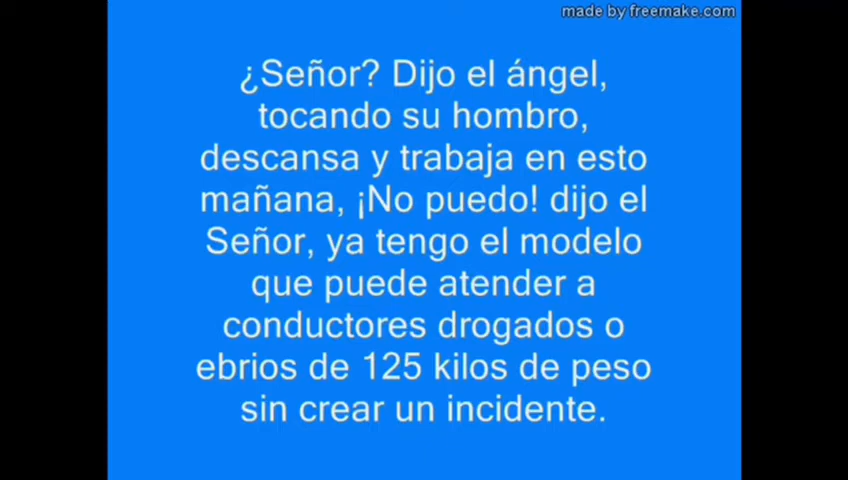 made by freemake.com
¿Señor? Dijo el ángel,
tocando su hombro,
descansa y trabaja en esto
mañana, ¡No puedo! dijo el
Señor, ya tengo el modelo
que puede atender a
conductores drogados o
ebrios de 125 kilos de peso
sin crear un incidente.